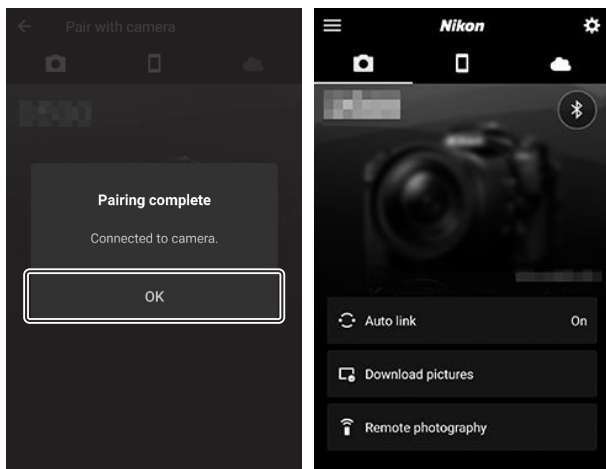 Pair with camera
Pairing complete
Connected to camera.
OK
Nikon
Auto link On
Download pictures
Remote photography